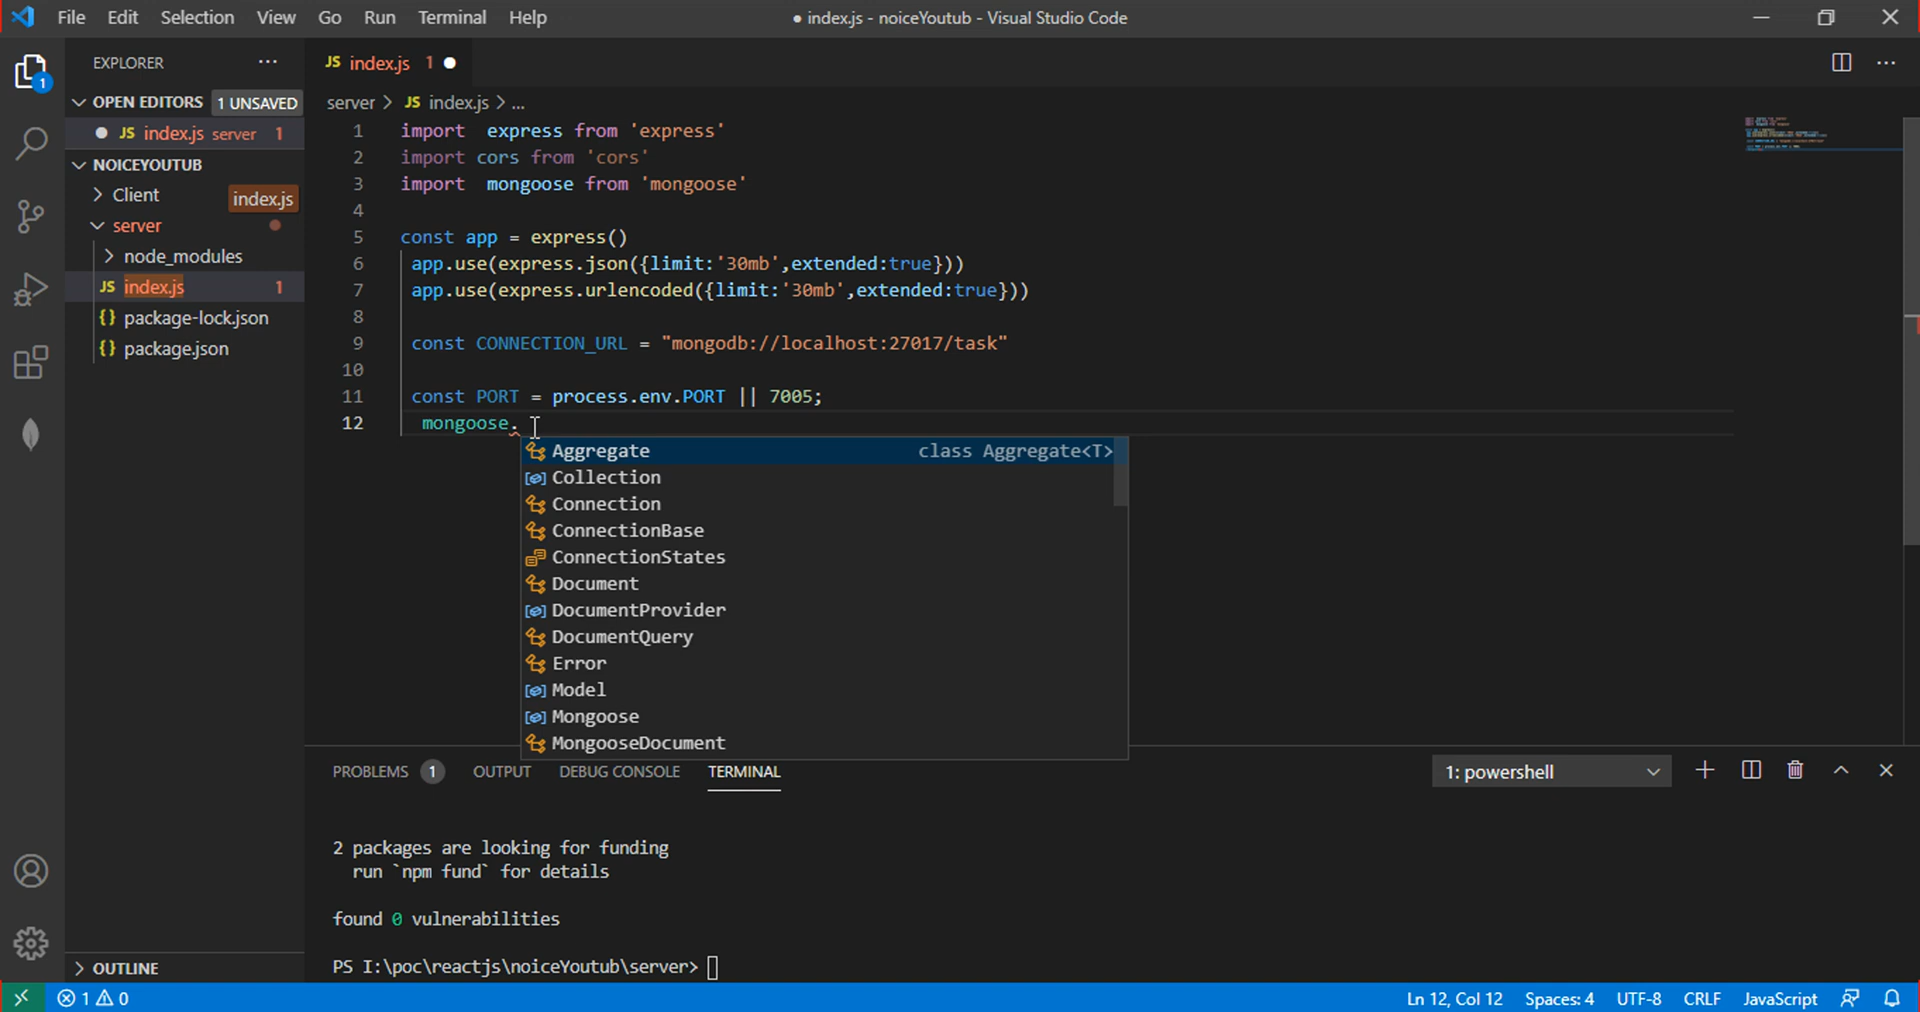 File Edit Selection View Go Run Terminal Help
● index.js - noiceYoutub - Visual Studio Code
1
EXPLORER ···
OPEN EDITORS 1 UNSAVED
● JS index.js server 1
NOICEYOUTUB
Client
index.js
server
node_modules
JS index.js 1
{} package-lock.json
{} package.json
OUTLINE
JS index.js 1 ●
server > JS index.js > ...
1 import  express from 'express'
2 import cors from 'cors'
3 import  mongoose from 'mongoose'
4
5 const app = express()
6 app.use(express.json({limit:'30mb',extended:true}))
7 app.use(express.urlencoded({limit:'30mb',extended:true}))
8
9 const CONNECTION_URL = "mongodb://localhost:27017/task"
10
11 const PORT = process.env.PORT || 7005;
12 mongoose.
Aggregate class Aggregate<T>
Collection
Connection
ConnectionBase
ConnectionStates
Document
DocumentProvider
DocumentQuery
Error
Model
Mongoose
MongooseDocument
PROBLEMS 1 OUTPUT DEBUG CONSOLE TERMINAL 1: powershell
2 packages are looking for funding
run `npm fund` for details
found 0 vulnerabilities
PS I:\poc\reactjs\noiceYoutub\server>
1 0 Ln 12, Col 12 Spaces: 4 UTF-8 CRLF JavaScript